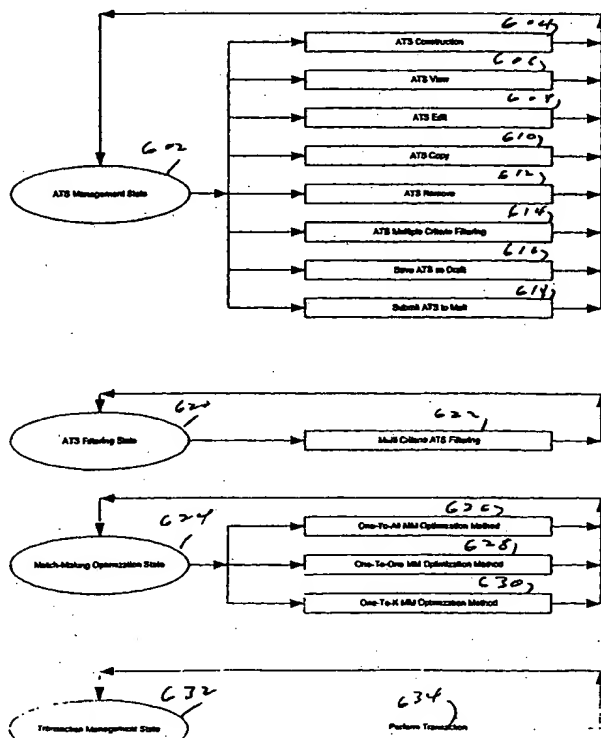 604
ATS Construction
606
ATS View
608
ATS Edit
610
ATS Copy
602
612
ATS Management State
ATS Remove
614
ATS Multiple Criteria Filtering
616
Save ATS as Draft
618
Submit ATS to Mall
620
622
ATS Filtering State
Multi Criteria ATS Filtering
626
624
One-To-All MM Optimization Method
628
Match-Making Optimization State
One-To-One MM Optimization Method
630
One-To-K MM Optimization Method
632
634
Transaction Management State
Perform Transaction